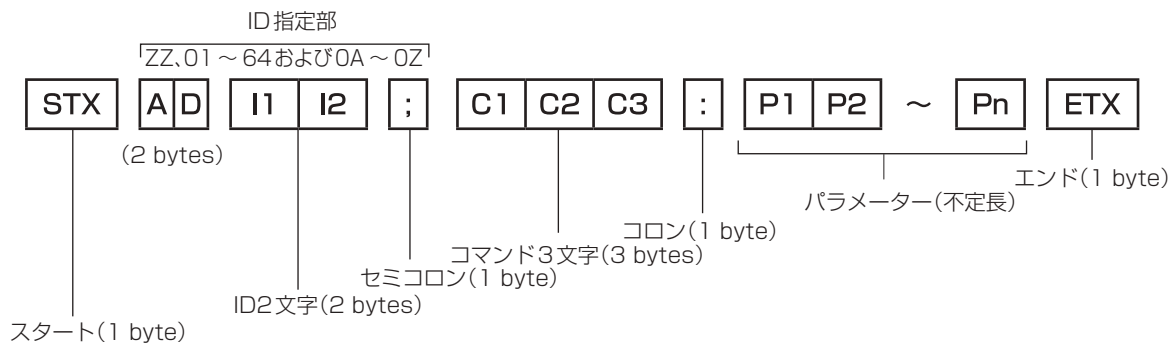 ID指定部
ZZ、01～64および0A～0Z
STX A D I1 I2 ; C1 C2 C3 : P1 P2 ～ Pn ETX
(2 bytes)
エンド(1 byte)
パラメーター(不定長)
コロン(1 byte)
コマンド3文字(3 bytes)
セミコロン(1 byte)
ID2文字(2 bytes)
スタート(1 byte)